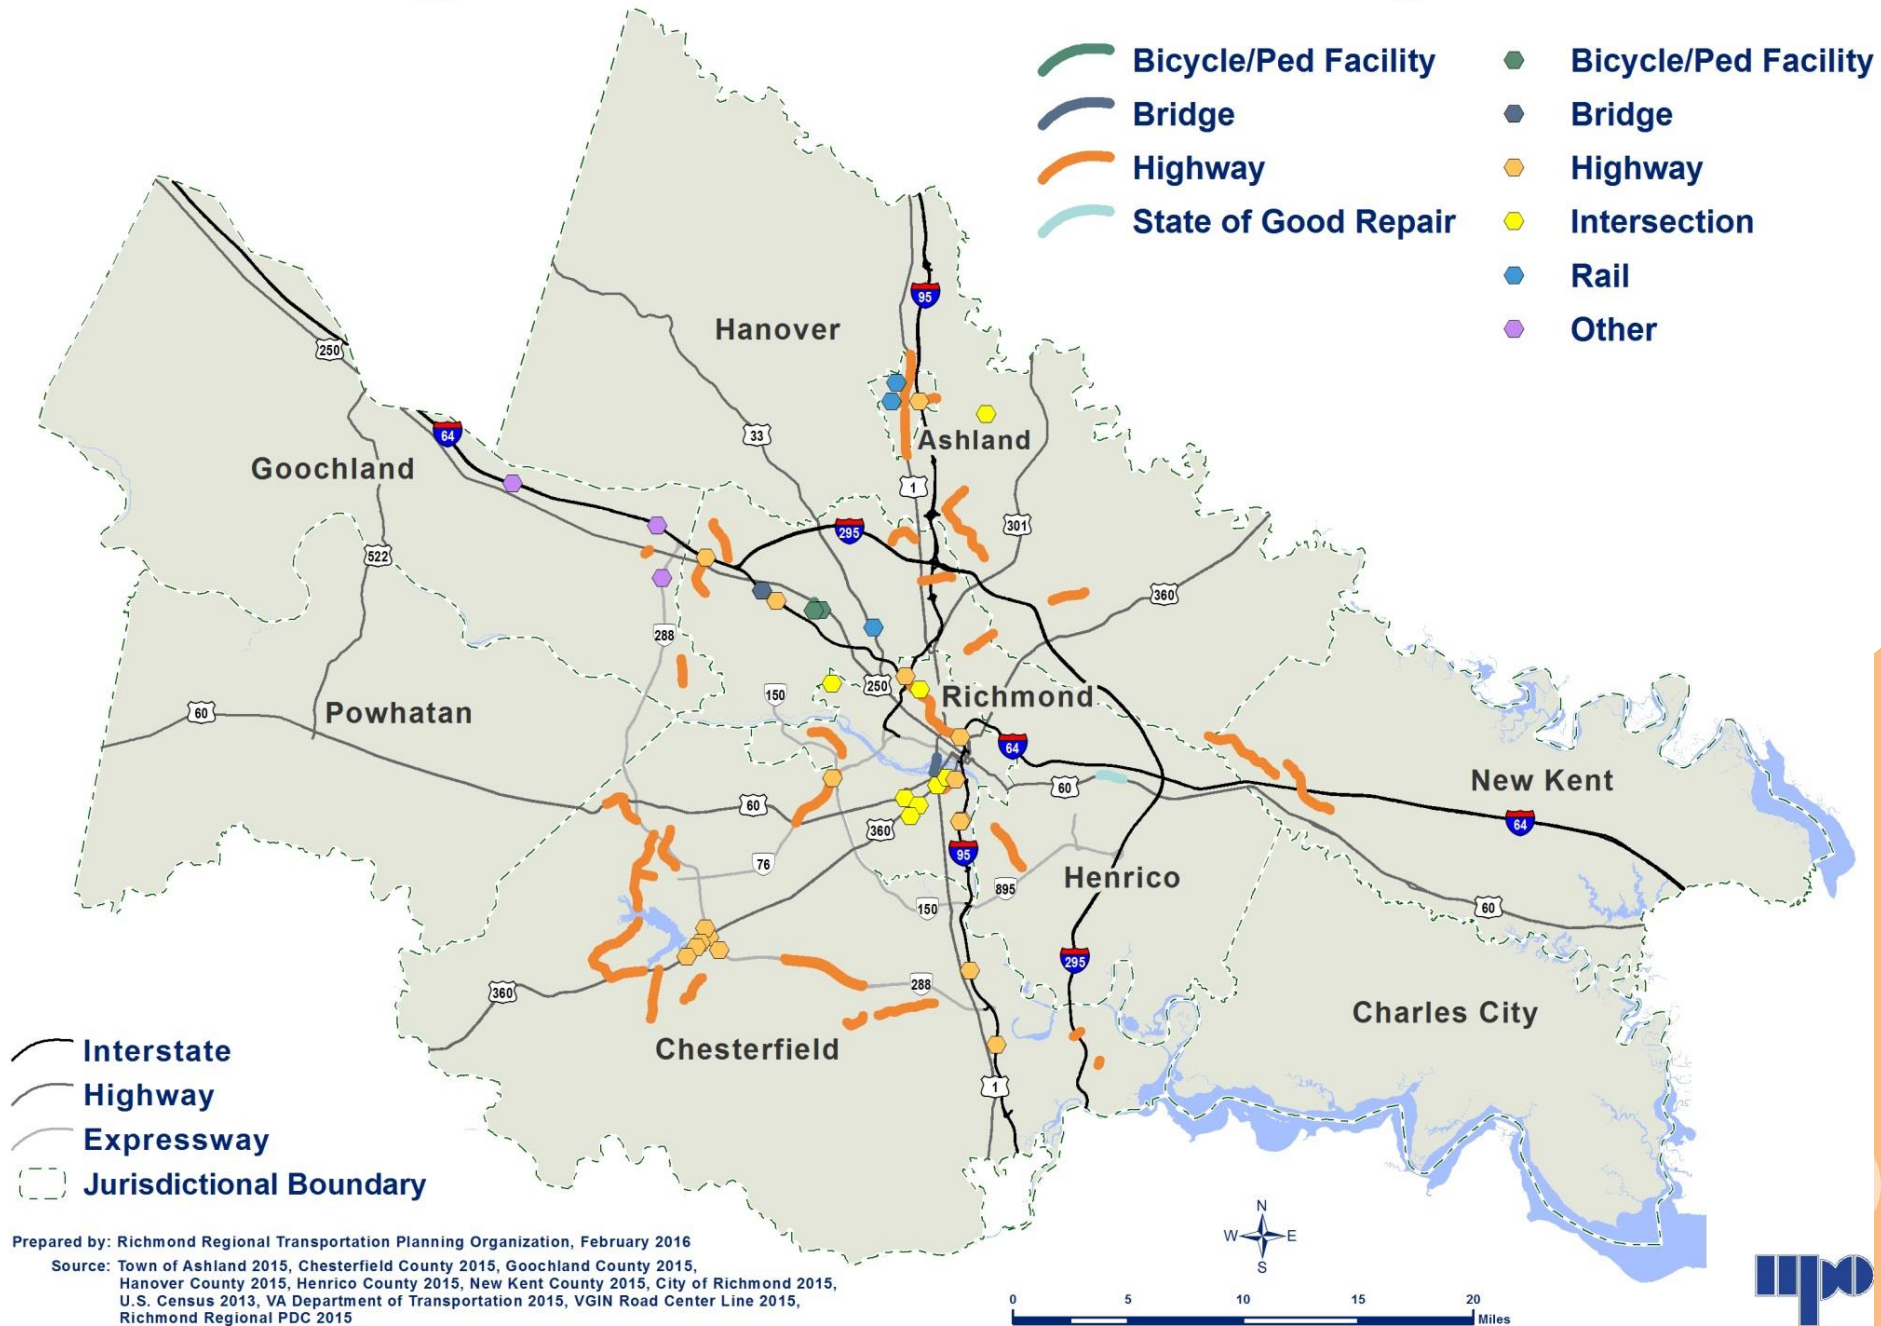 Bicycle/Ped Facility
Bridge
Highway
State of Good Repair
Bicycle/Ped Facility
Bridge
Highway
Intersection
Rail
Other
95
Hanover
250
33
64
Ashland
Goochland
1
301
295
522
360
288
150
250
Richmond
60
Powhatan
64
60
New Kent
60
360
64
76
95
Henrico
895
150
60
295
360
288
Charles City
Chesterfield
1
Interstate
Highway
Expressway
Jurisdictional Boundary
Prepared by: Richmond Regional Transportation Planning Organization, February 2016
Source: Town of Ashland 2015, Chesterfield County 2015, Goochland County 2015,
Hanover County 2015, Henrico County 2015, New Kent County 2015, City of Richmond 2015,
U.S. Census 2013, VA Department of Transportation 2015, VGIN Road Center Line 2015,
Richmond Regional PDC 2015
N
W E
S
0 5 10 15 20
Miles
mpo